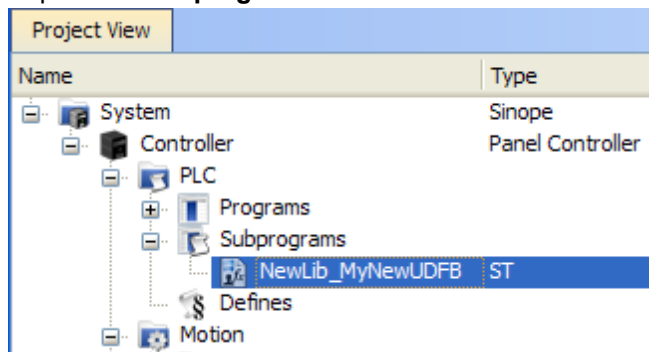 Project View
Name Type
System Sinope
Controller Panel Controller
PLC
Programs
Subprograms
NewLib_MyNewUDFB ST
Defines
Motion